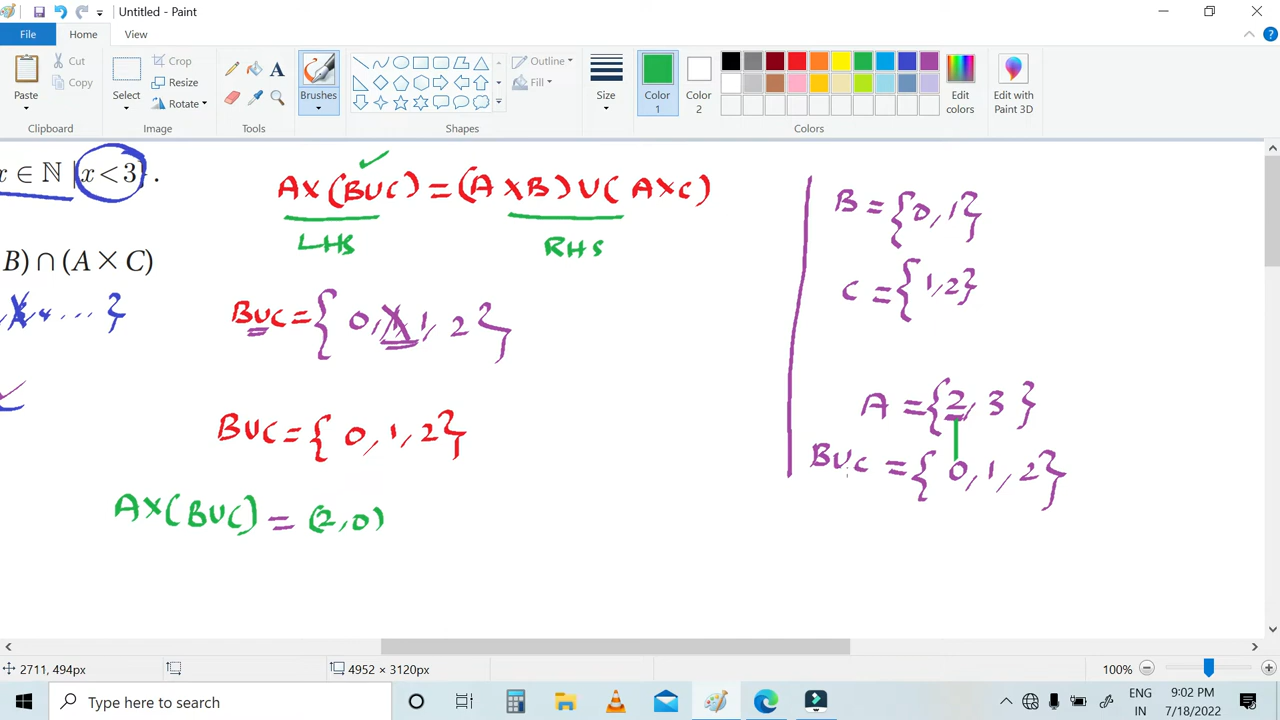 Untitled - Paint
File Home View
Paste
Cut
Copy
Clipboard
Select
Crop
Resize
Rotate
Image
Tools
Brushes
Shapes
Outline
Fill
Size
Color 1
Color 2
Colors
Edit colors
Edit with Paint 3D
x ∈ ℕ | x < 3} .
B) ∩ (A × C)
4 ... }
A×(B∪C)=(A×B)∪(A×C)
LHS RHS
B∪C={ 0, 1, 1, 2}
B∪C={ 0, 1, 2}
A×(B∪C) = (2,0)
B={0,1}
C={1,2}
A={2,3}
B∪C={0,1,2}
2711, 494px
4952 × 3120px
100%
Type here to search
ENG
IN
9:02 PM
7/18/2022